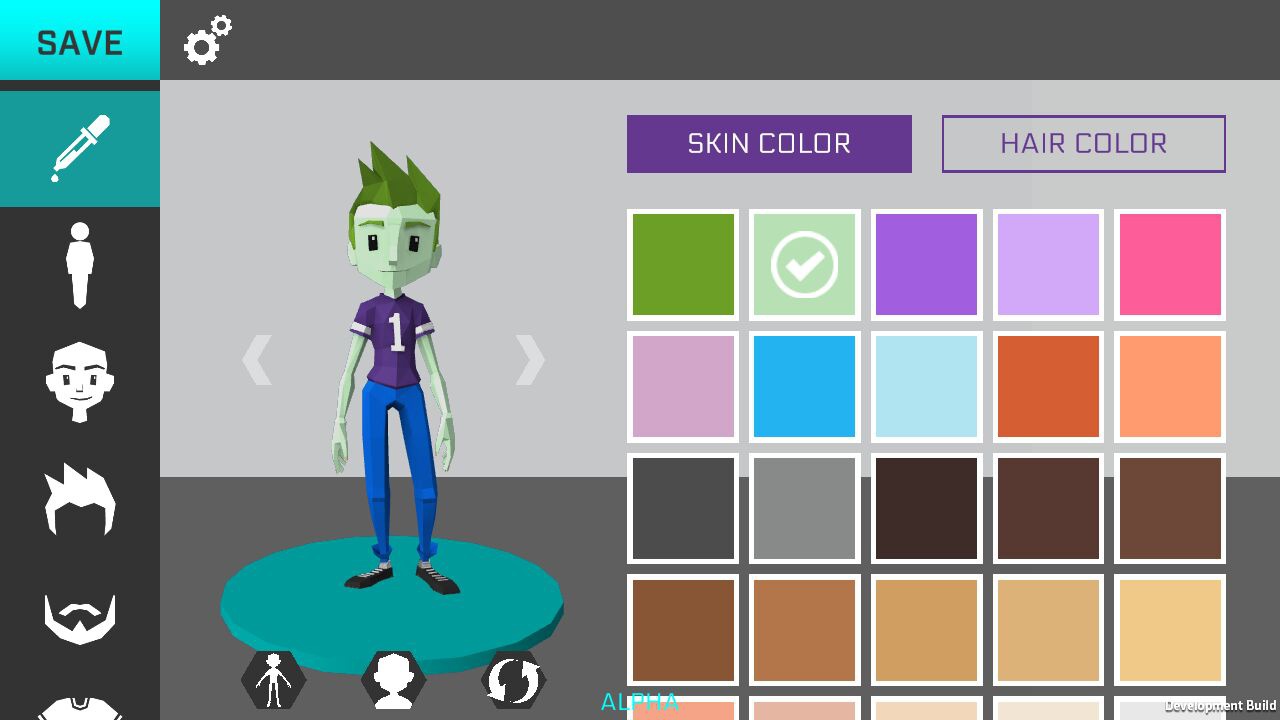 SAVE
SKIN COLOR
HAIR COLOR
1
ALPHA
Development Build